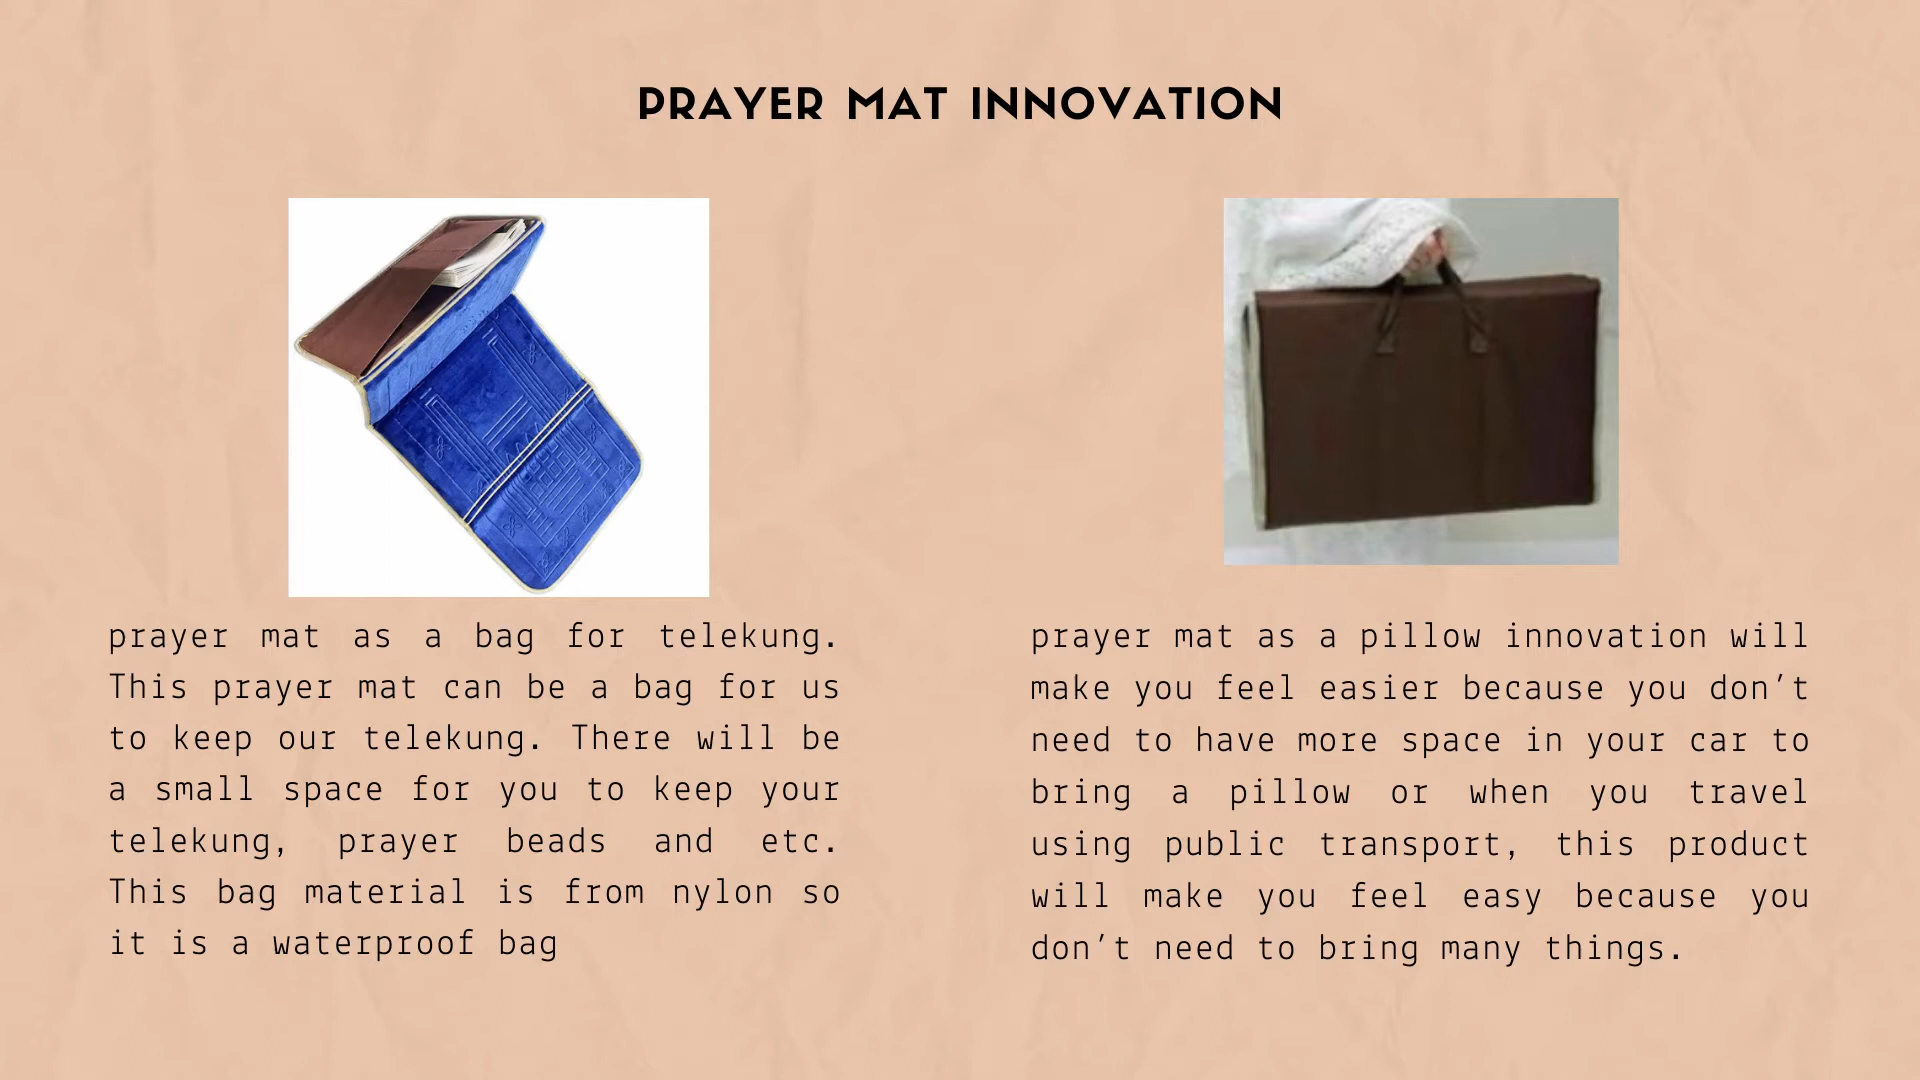 PRAYER MAT INNOVATION
prayer mat as a bag for telekung.
This prayer mat can be a bag for us
to keep our telekung. There will be
a small space for you to keep your
telekung, prayer beads and etc.
This bag material is from nylon so
it is a waterproof bag
prayer mat as a pillow innovation will
make you feel easier because you don't
need to have more space in your car to
bring a pillow or when you travel
using public transport, this product
will make you feel easy because you
don't need to bring many things.